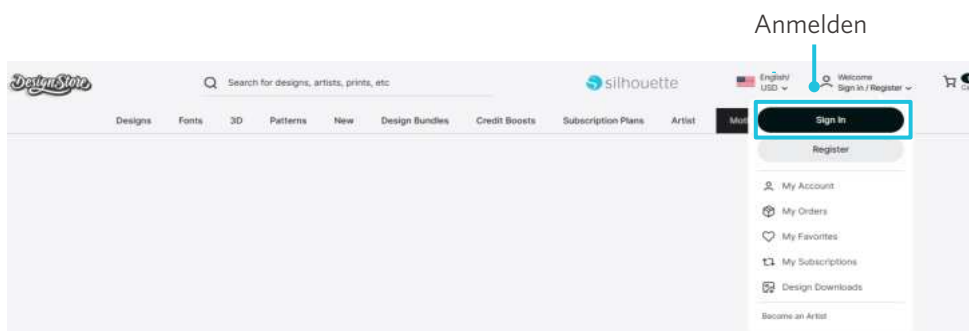 Anmelden
DesignStore
Search for designs, artists, prints, etc
silhouette
English/
USD
Welcome
Sign in / Register
Designs Fonts 3D Patterns New Design Bundles Credit Boosts Subscription Plans Artist
Sign In
Register
My Account
My Orders
My Favorites
My Subscriptions
Design Downloads
Become an Artist